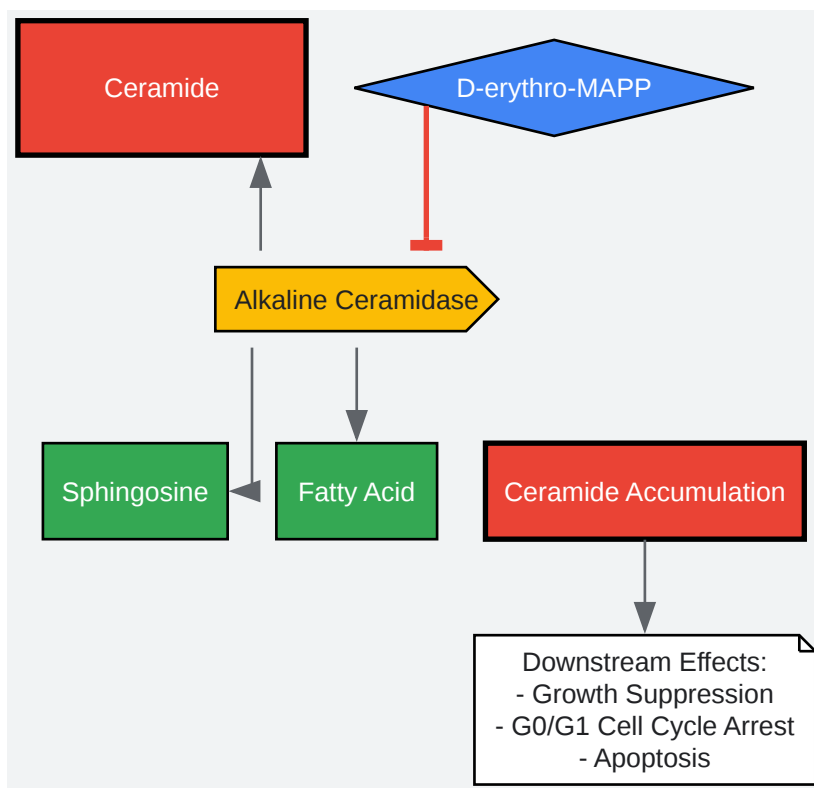 Ceramide
D-erythro-MAPP
Alkaline Ceramidase
Sphingosine
Fatty Acid
Ceramide Accumulation
Downstream Effects:
- Growth Suppression
- G0/G1 Cell Cycle Arrest
- Apoptosis